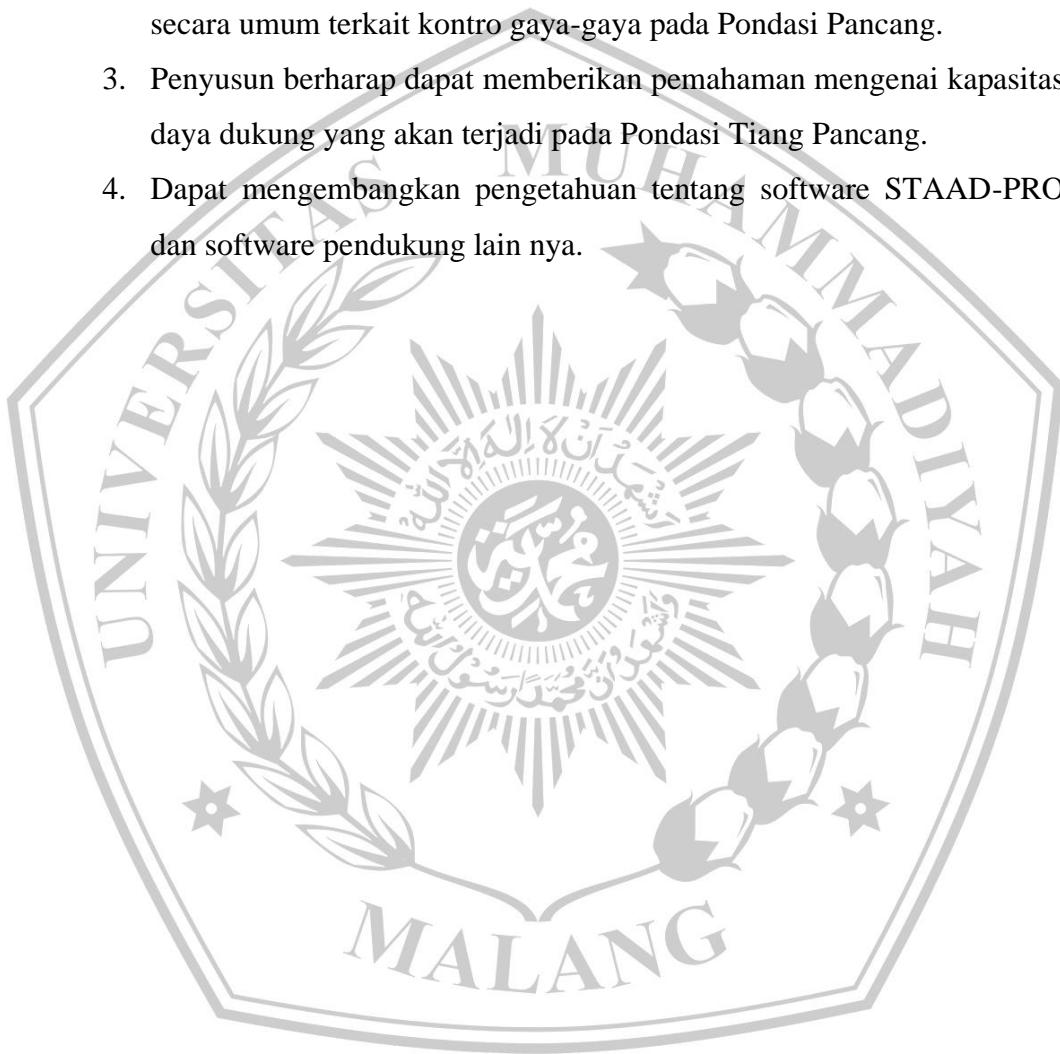 secara umum terkait kontro gaya-gaya pada Pondasi Pancang.
3. Penyusun berharap dapat memberikan pemahaman mengenai kapasitas
daya dukung yang akan terjadi pada Pondasi Tiang Pancang.
4. Dapat mengembangkan pengetahuan tentang software STAAD-PRO
dan software pendukung lain nya.
UNIVERSITAS MUHAMMADIYAH
MALANG